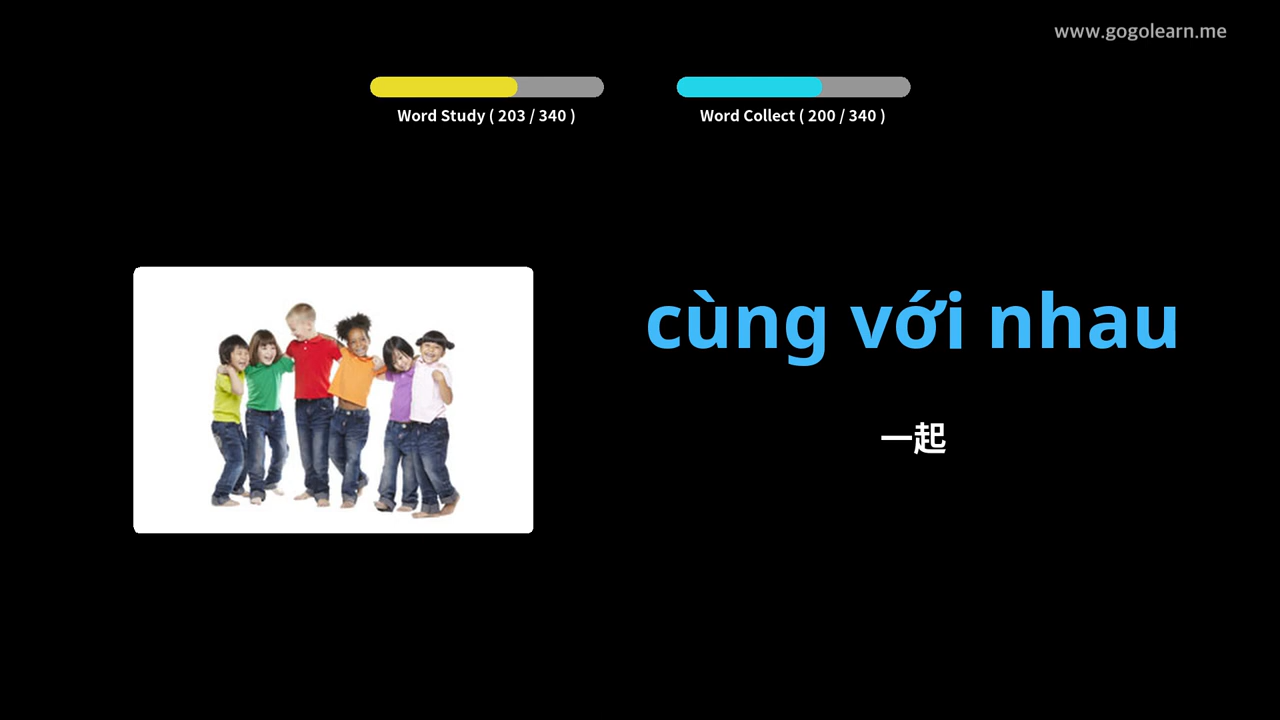 www.gogolearn.me
Word Study ( 203 / 340 )
Word Collect ( 200 / 340 )
cùng với nhau
一起